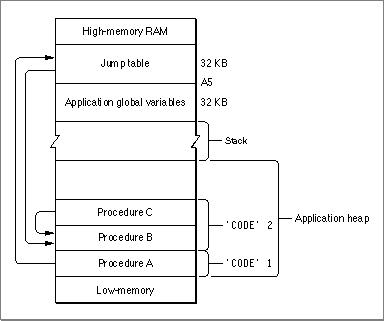 High-memory RAM
Jump table 32 KB
A5
Application global variables 32 KB
Stack
Procedure C
Application heap
'CODE' 2
Procedure B
Procedure A 'CODE' 1
Low-memory